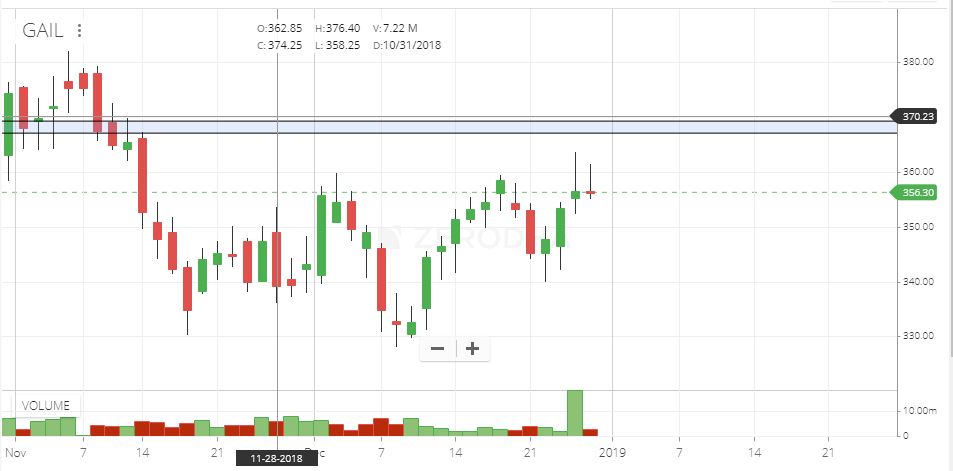 GAIL
O:362.85 H:376.40 V:7.22 M
C: 374.25 L: 358.25 D:10/31/2018
380.00
370.23
360.00
356.30
350.00
340.00
330.00
VOLUME
10.00m
0
Nov 7 14 21 Dec 7 14 21 2019 7 14 21
11-28-2018